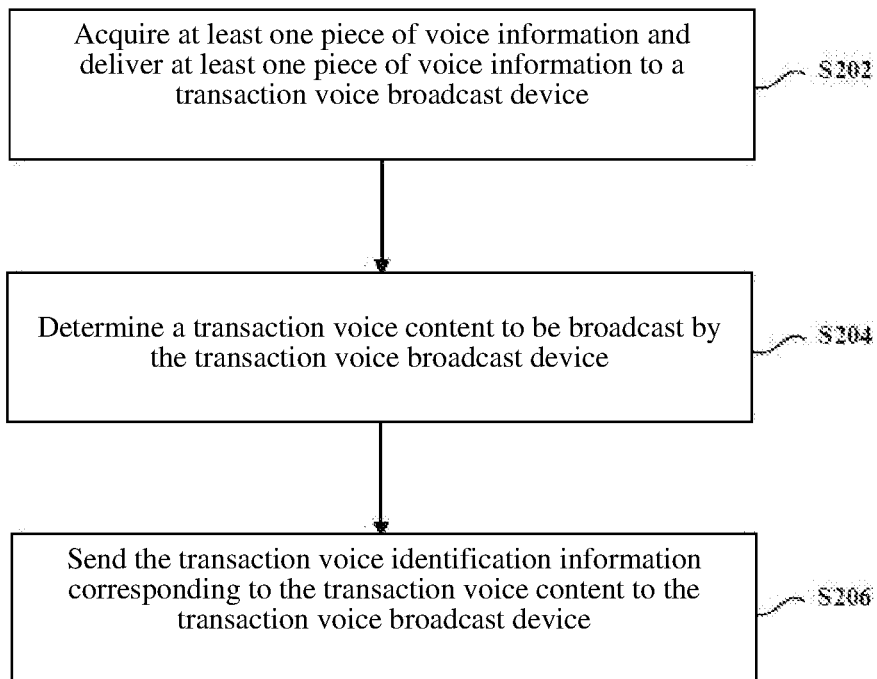 Acquire at least one piece of voice information and
deliver at least one piece of voice information to a
transaction voice broadcast device
S202
Determine a transaction voice content to be broadcast by
the transaction voice broadcast device
S204
Send the transaction voice identification information
corresponding to the transaction voice content to the
transaction voice broadcast device
S206